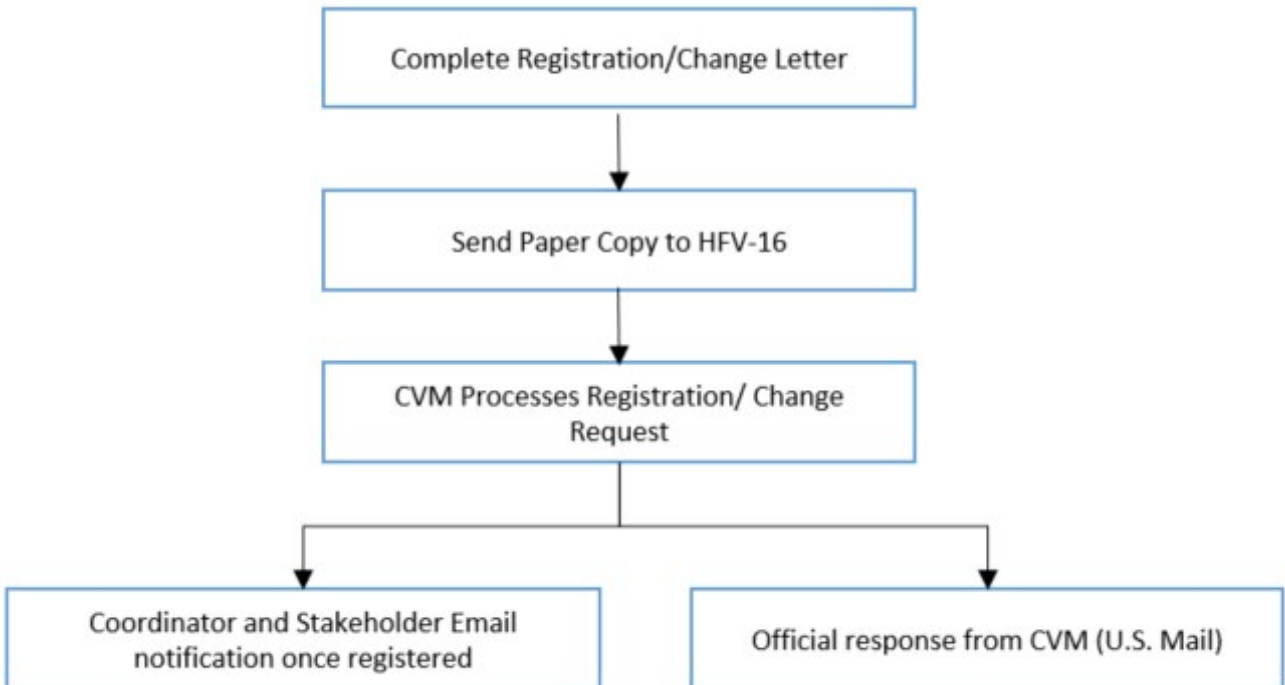 Complete Registration/Change Letter
Send Paper Copy to HFV-16
CVM Processes Registration/ Change
Request
Coordinator and Stakeholder Email
notification once registered
Official response from CVM (U.S. Mail)